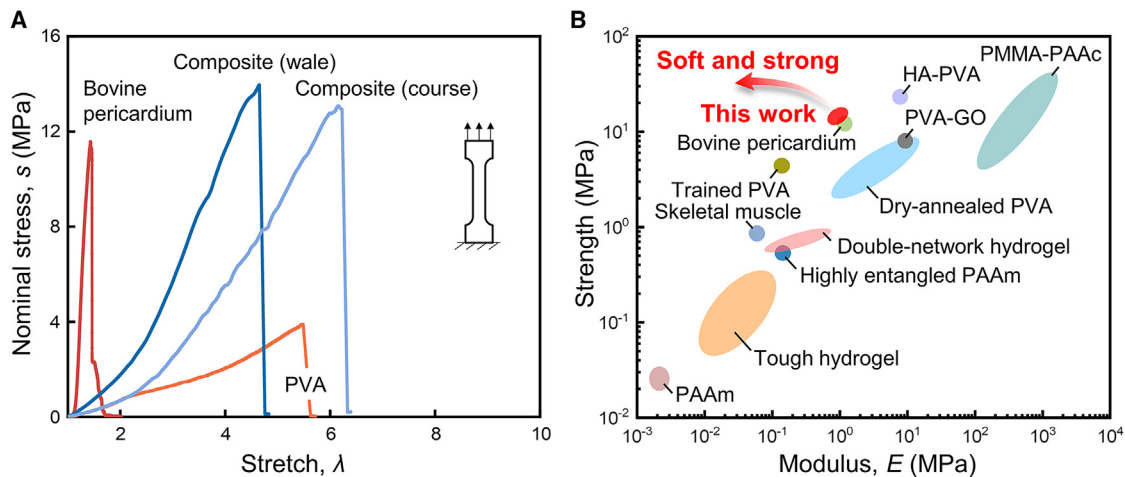 A
Nominal stress, s (MPa)
16
12
8
4
0
2
4
6
8
10
Stretch, λ
Bovine
pericardium
Composite (wale)
Composite (course)
PVA
B
Strength (MPa)
10²
10¹
10⁰
10⁻¹
10⁻²
10⁻³
10⁻²
10⁻¹
10⁰
10¹
10²
10³
10⁴
Modulus, E (MPa)
Soft and strong
This work
PMMA-PAAc
HA-PVA
PVA-GO
Bovine pericardium
Trained PVA
Dry-annealed PVA
Skeletal muscle
Double-network hydrogel
Highly entangled PAAm
Tough hydrogel
PAAm